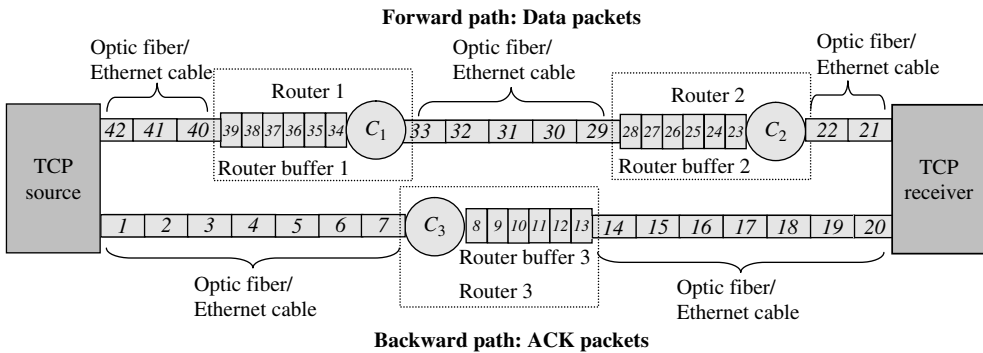 Forward path: Data packets
Optic fiber/
Ethernet cable
Optic fiber/
Ethernet cable
Optic fiber/
Ethernet cable
Router 1
Router 2
42 41 40 39 38 37 36 35 34 C1 33 32 31 30 29 28 27 26 25 24 23 C2 22 21
Router buffer 1
Router buffer 2
TCP
source
TCP
receiver
1 2 3 4 5 6 7 C3 8 9 10 11 12 13 14 15 16 17 18 19 20
Router buffer 3
Router 3
Optic fiber/
Ethernet cable
Optic fiber/
Ethernet cable
Backward path: ACK packets